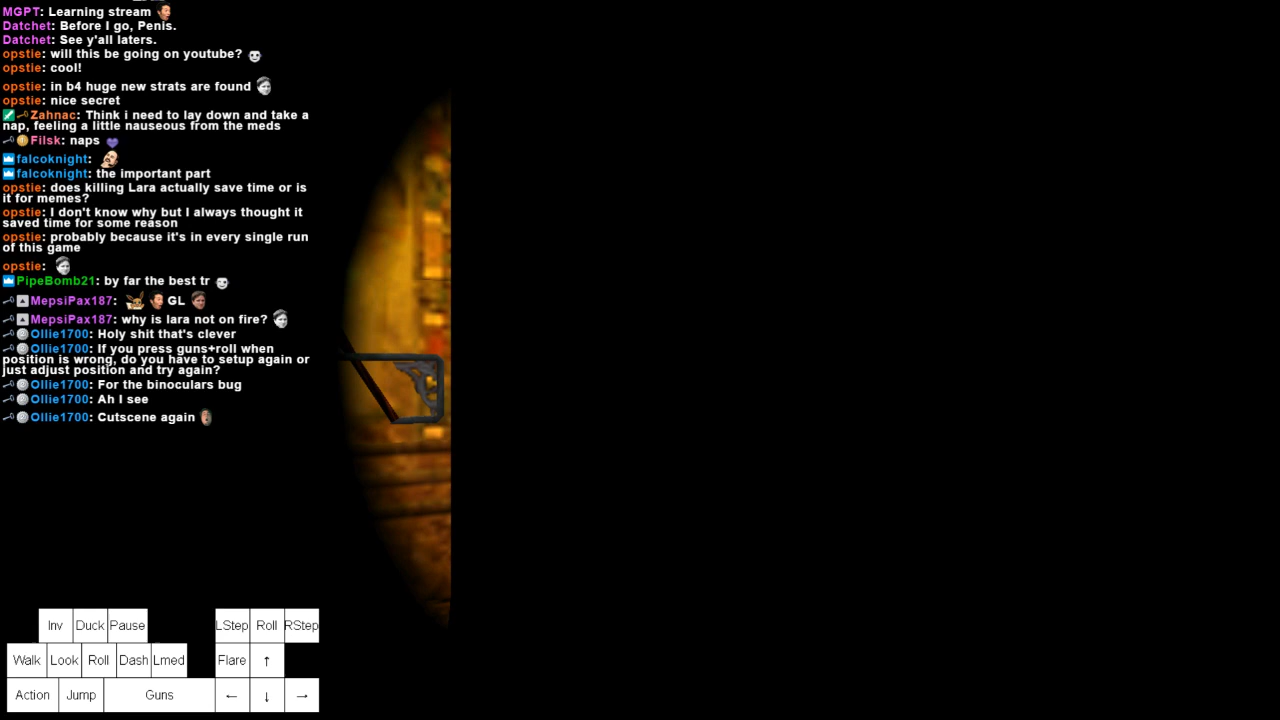 MGPT: Learning stream
Datchet: Before I go, Penis.
Datchet: See y'all laters.
opstie: will this be going on youtube?
opstie: cool!
opstie: in b4 huge new strats are found
opstie: nice secret
Zahnac: Think i need to lay down and take a
nap, feeling a little nauseous from the meds
Filsk: naps
falcoknight:
falcoknight: the important part
opstie: does killing Lara actually save time or is
it for memes?
opstie: I don't know why but I always thought it
saved time for some reason
opstie: probably because it's in every single run
of this game
opstie:
PipeBomb21: by far the best tr
MepsiPax187: GL
MepsiPax187: why is lara not on fire?
Ollie1700: Holy shit that's clever
Ollie1700: If you press guns+roll when
position is wrong, do you have to setup again or
just adjust position and try again?
Ollie1700: For the binoculars bug
Ollie1700: Ah I see
Ollie1700: Cutscene again
Inv Duck Pause LStep Roll RStep
Walk Look Roll Dash Lmed Flare ↑
Action Jump Guns ← ↓ →